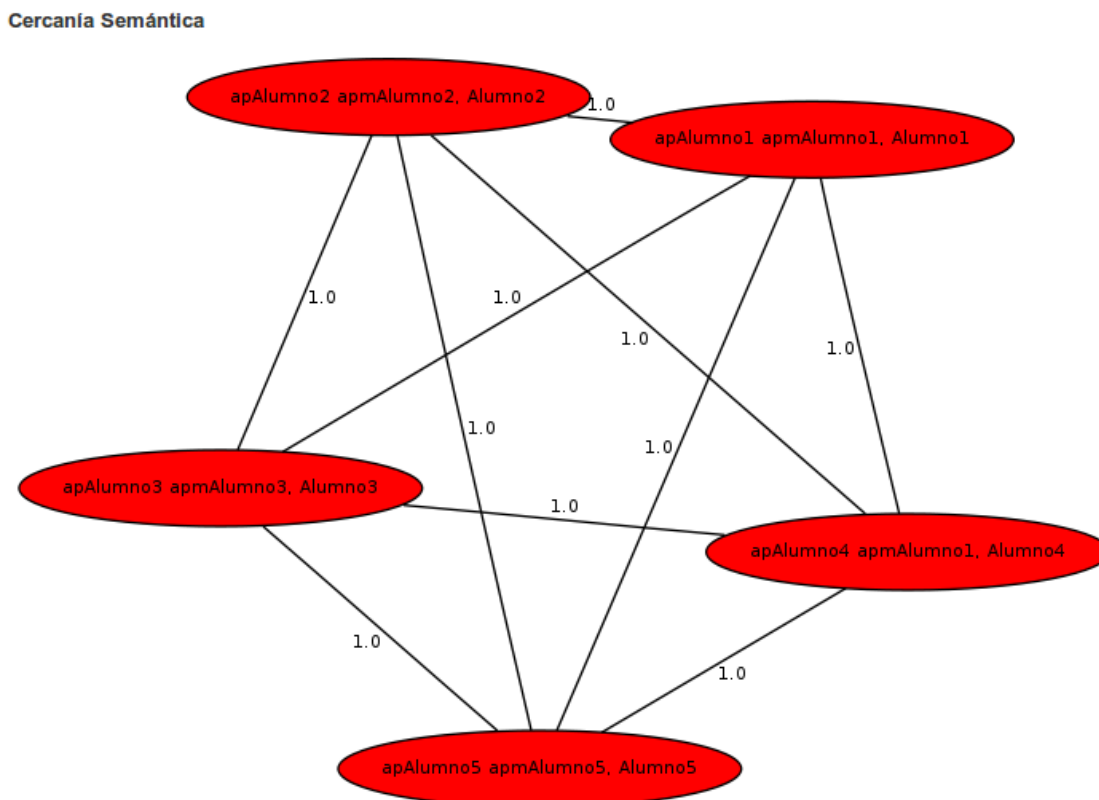 Cercanía Semántica
apAlumno2 apmAlumno2, Alumno2
1.0
apAlumno1 apmAlumno1, Alumno1
1.0
1.0
1.0
1.0
1.0
1.0
apAlumno3 apmAlumno3, Alumno3
1.0
apAlumno4 apmAlumno1, Alumno4
1.0
1.0
apAlumno5 apmAlumno5, Alumno5